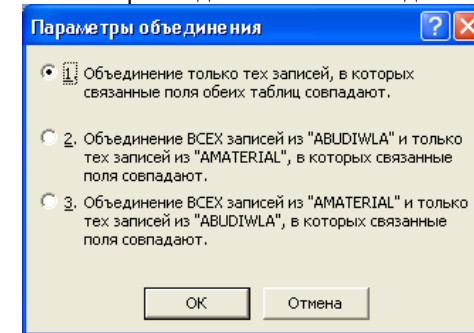 Параметры объединения
1. Объединение только тех записей, в которых
связанные поля обеих таблиц совпадают.
2. Объединение ВСЕХ записей из "ABUDIWLA" и только
тех записей из "AMATERIAL", в которых связанные
поля совпадают.
3. Объединение ВСЕХ записей из "AMATERIAL" и только
тех записей из "ABUDIWLA", в которых связанные
поля совпадают.
ОК Отмена